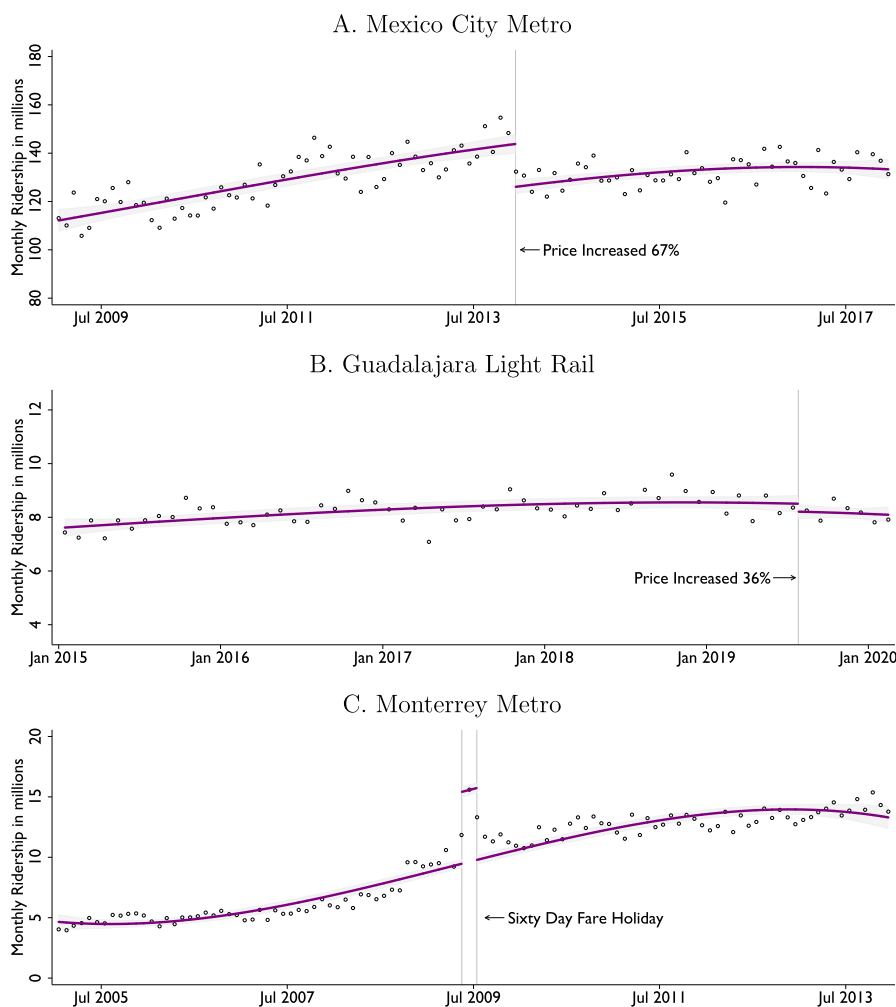 A. Mexico City Metro
Monthly Ridership in millions
180
160
140
120
100
80
Price Increased 67%
Jul 2009 Jul 2011 Jul 2013 Jul 2015 Jul 2017
B. Guadalajara Light Rail
Monthly Ridership in millions
12
10
8
6
4
Price Increased 36%
Jan 2015 Jan 2016 Jan 2017 Jan 2018 Jan 2019 Jan 2020
C. Monterrey Metro
Monthly Ridership in millions
20
15
10
5
0
Sixty Day Fare Holiday
Jul 2005 Jul 2007 Jul 2009 Jul 2011 Jul 2013